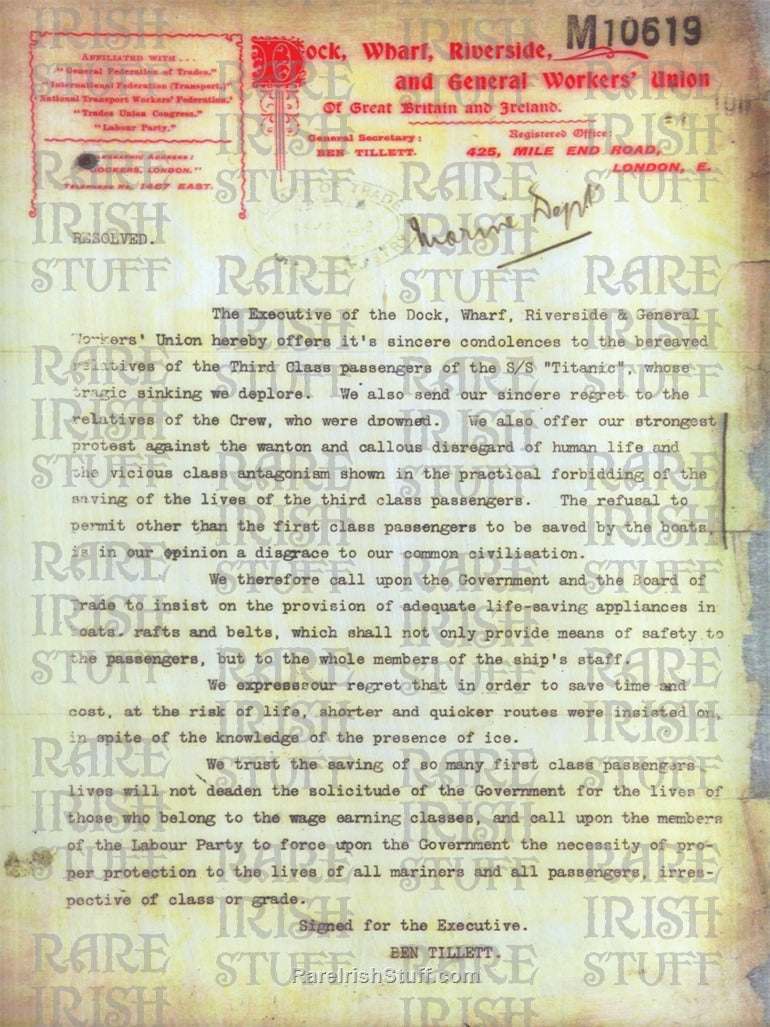 M10619
AFFILIATED WITH . . .
"General Federation of Trades."
"International Federation (Transport.)
"National Transport Workers' Federation."
"Trades Union Congress."
"Labour Party."
TELEGRAPHIC ADDRESS:
"DOCKERS, LONDON."
TELEPHONE No. 1467 EAST.
Dock, Wharf, Riverside,
and General Workers' Union
Of Great Britain and Ireland.
General Secretary:
BEN TILLETT.
Registered Office:
425, MILE END ROAD,
LONDON, E.
OF TRADE
Marine Dept
RESOLVED.
The Executive of the Dock, Wharf, Riverside & General
Workers' Union hereby offers it's sincere condolences to the bereaved
relatives of the Third Class passengers of the S/S "Titanic", whose
tragic sinking we deplore. We also send our sincere regret to the
relatives of the Crew, who were drowned. We also offer our strongest
protest against the wanton and callous disregard of human life and
the vicious class antagonism shown in the practical forbidding of the
saving of the lives of the third class passengers. The refusal to
permit other than the first class passengers to be saved by the boats,
is in our opinion a disgrace to our common civilisation.
We therefore call upon the Government and the Board of
Trade to insist on the provision of adequate life-saving appliances in
boats. rafts and belts, which shall not only provide means of safety to
the passengers, but to the whole members of the ship's staff.
We expresssour regret that in order to save time and
cost, at the risk of life, shorter and quicker routes were insisted on,
in spite of the knowledge of the presence of ice.
We trust the saving of so many first class passengers
lives will not deaden the solicitude of the Government for the lives of
those who belong to the wage earning classes, and call upon the members
of the Labour Party to force upon the Government the necessity of pro-
per protection to the lives of all mariners and all passengers, irres-
pective of class or grade.
Signed for the Executive.
BEN TILLETT.
RareIrishStuff.com
RARE IRISH STUFF